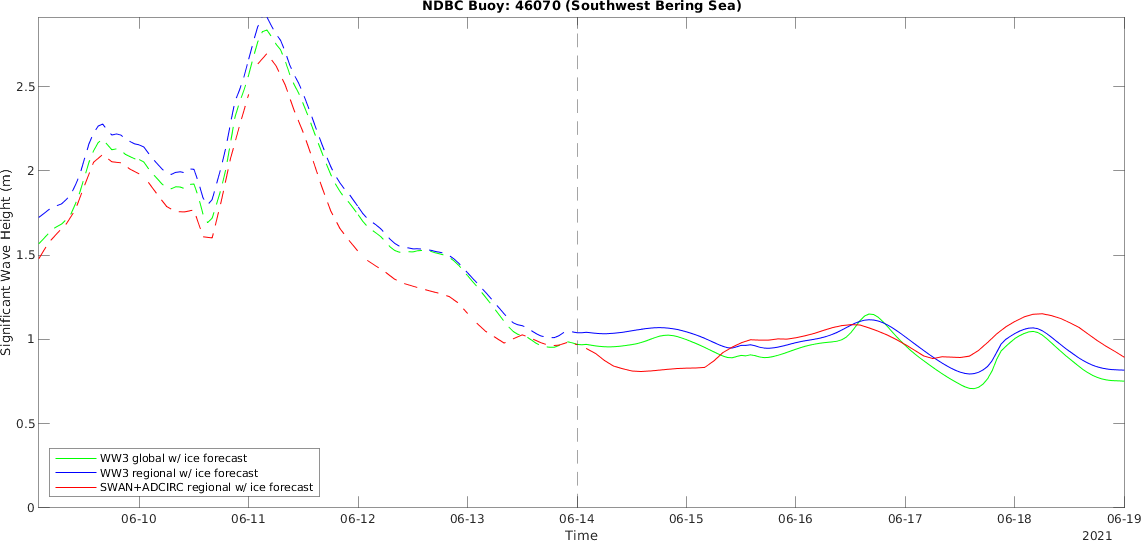 NDBC Buoy: 46070 (Southwest Bering Sea)
Significant Wave Height (m)
2.5
2
1.5
1
0.5
0
WW3 global w/ ice forecast
WW3 regional w/ ice forecast
SWAN+ADCIRC regional w/ ice forecast
06-10 06-11 06-12 06-13 06-14 06-15 06-16 06-17 06-18 06-19
Time
2021